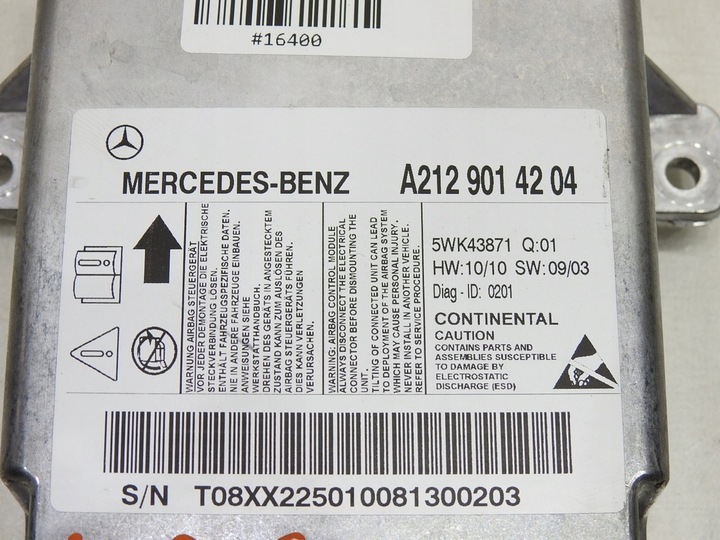 #16400
MERCEDES-BENZ
A212 901 42 04
WARNUNG AIRBAG STEUERGERÄT
VOR JEDER DEMONTAGE DIE ELEKTRISCHE
STECKVERBINDUNG LÖSEN.
ENTHÄLT FAHRZEUGSPEZIFISCHE DATEN.
NIE IN ANDERE FAHRZEUGE EINBAUEN.
ANWEISUNGEN SIEHE
WERKSTATTHANDBUCH.
DREHEN DES GERÄTS IN ANGESTECKTEM
ZUSTAND KANN ZUM AUSLÖSEN DES
AIRBAG STEUERGERÄTS FÜHREN.
DIES KANN VERLETZUNGEN
VERURSACHEN.
WARNING: AIRBAG CONTROL MODULE
ALWAYS DISCONNECT THE ELECTRICAL
CONNECTOR BEFORE DISMOUNTING THE
UNIT.
TILTING OF CONNECTED UNIT CAN LEAD
TO DEPLOYMENT OF THE AIRBAG SYSTEM
WHICH MAY CAUSE PERSONAL INJURY.
NEVER INSTALL IN ANOTHER VEHICLE.
REFER TO SERVICE PROCEDURE.
5WK43871 Q:01
HW:10/10 SW:09/03
Diag - ID: 0201
CONTINENTAL
CAUTION
CONTAINS PARTS AND
ASSEMBLIES SUSCEPTIBLE
TO DAMAGE BY
ELECTROSTATIC
DISCHARGE (ESD)
S/N T08XX225010081300203